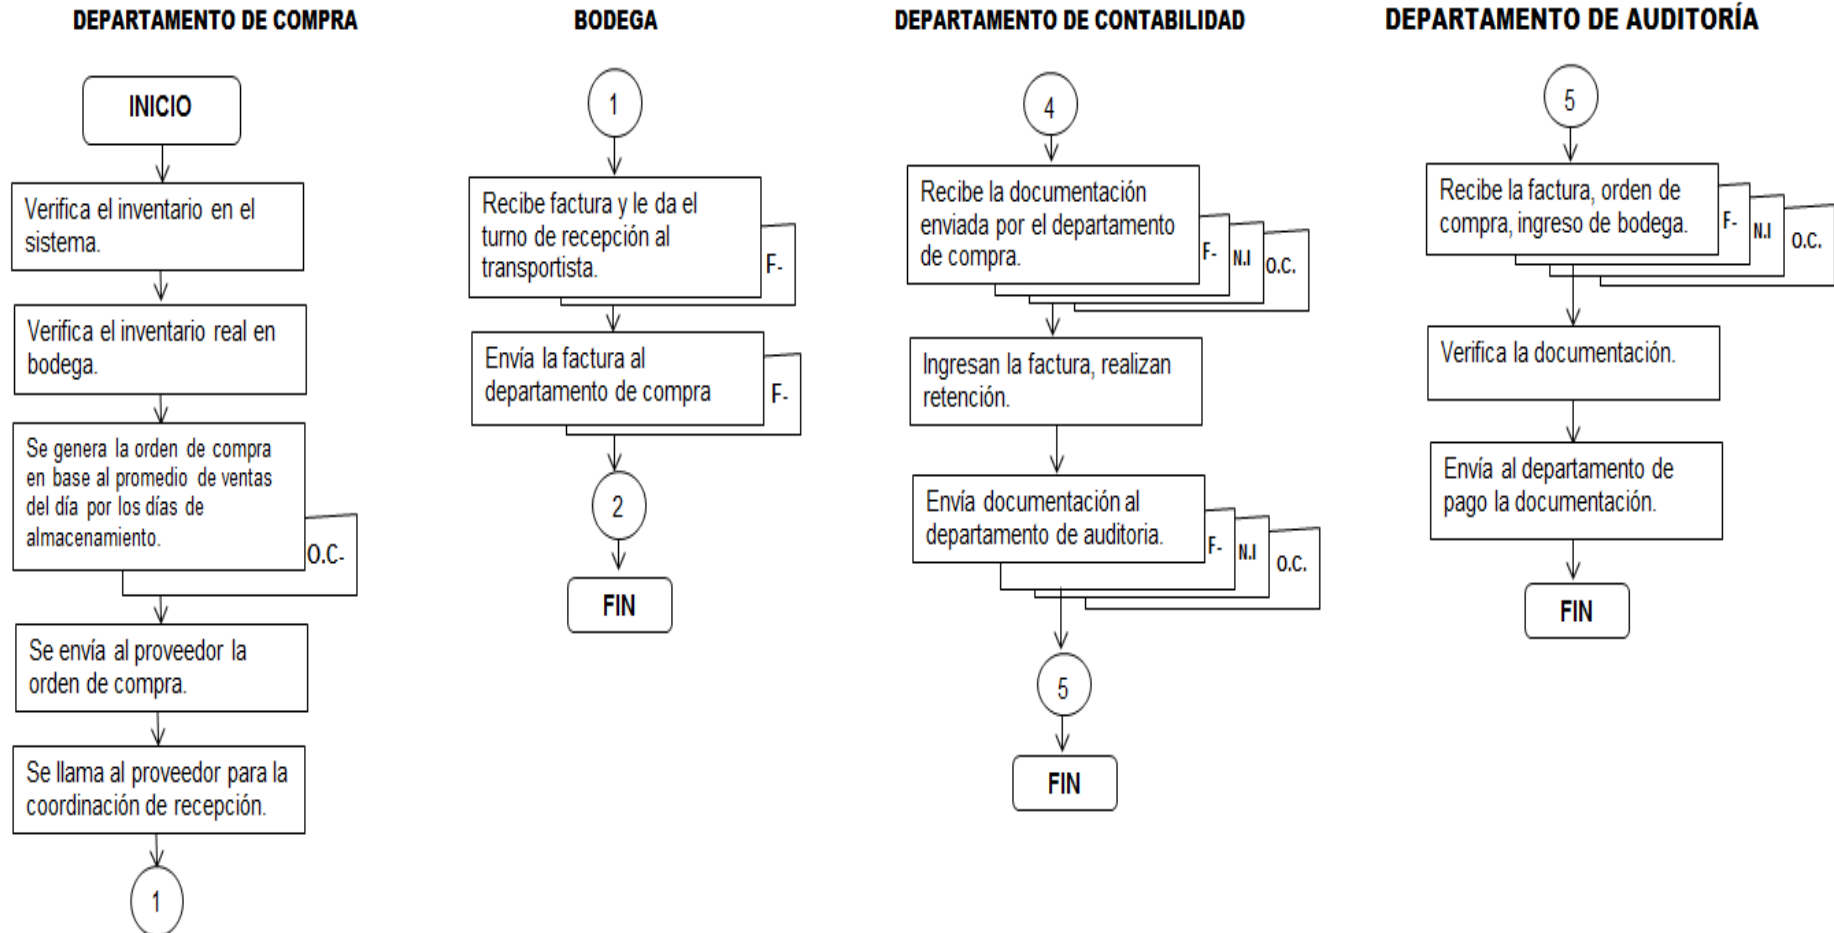 DEPARTAMENTO DE COMPRA
INICIO
Verifica el inventario en el
sistema.
Verifica el inventario real en
bodega.
Se genera la orden de compra
en base al promedio de ventas
del día por los días de
almacenamiento.
O.C-
Se envía al proveedor la
orden de compra.
Se llama al proveedor para la
coordinación de recepción.
1
BODEGA
1
Recibe factura y le da el
turno de recepción al
transportista.
F-
Envía la factura al
departamento de compra
F-
2
FIN
DEPARTAMENTO DE CONTABILIDAD
4
Recibe la documentación
enviada por el departamento
de compra.
F-
N.I
O.C.
Ingresan la factura, realizan
retención.
Envía documentación al
departamento de auditoria.
F-
N.I
O.C.
5
FIN
DEPARTAMENTO DE AUDITORÍA
5
Recibe la factura, orden de
compra, ingreso de bodega.
F-
N.I
O.C.
Verifica la documentación.
Envía al departamento de
pago la documentación.
FIN